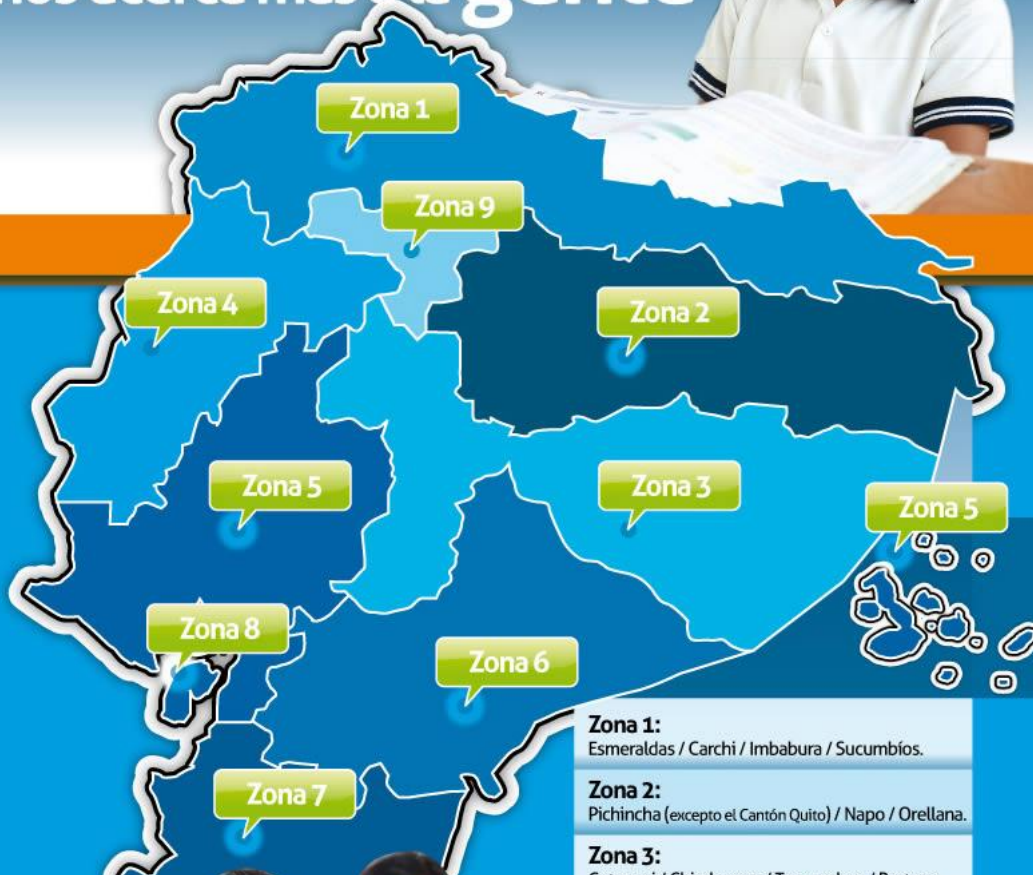 gente
Zona 1
Zona 9
Zona 4
Zona 2
Zona 5
Zona 3
Zona 5
Zona 8
Zona 6
Zona 7
Zona 1:
Esmeraldas / Carchi / Imbabura / Sucumbíos.
Zona 2:
Pichincha (excepto el Cantón Quito) / Napo / Orellana.
Zona 3: